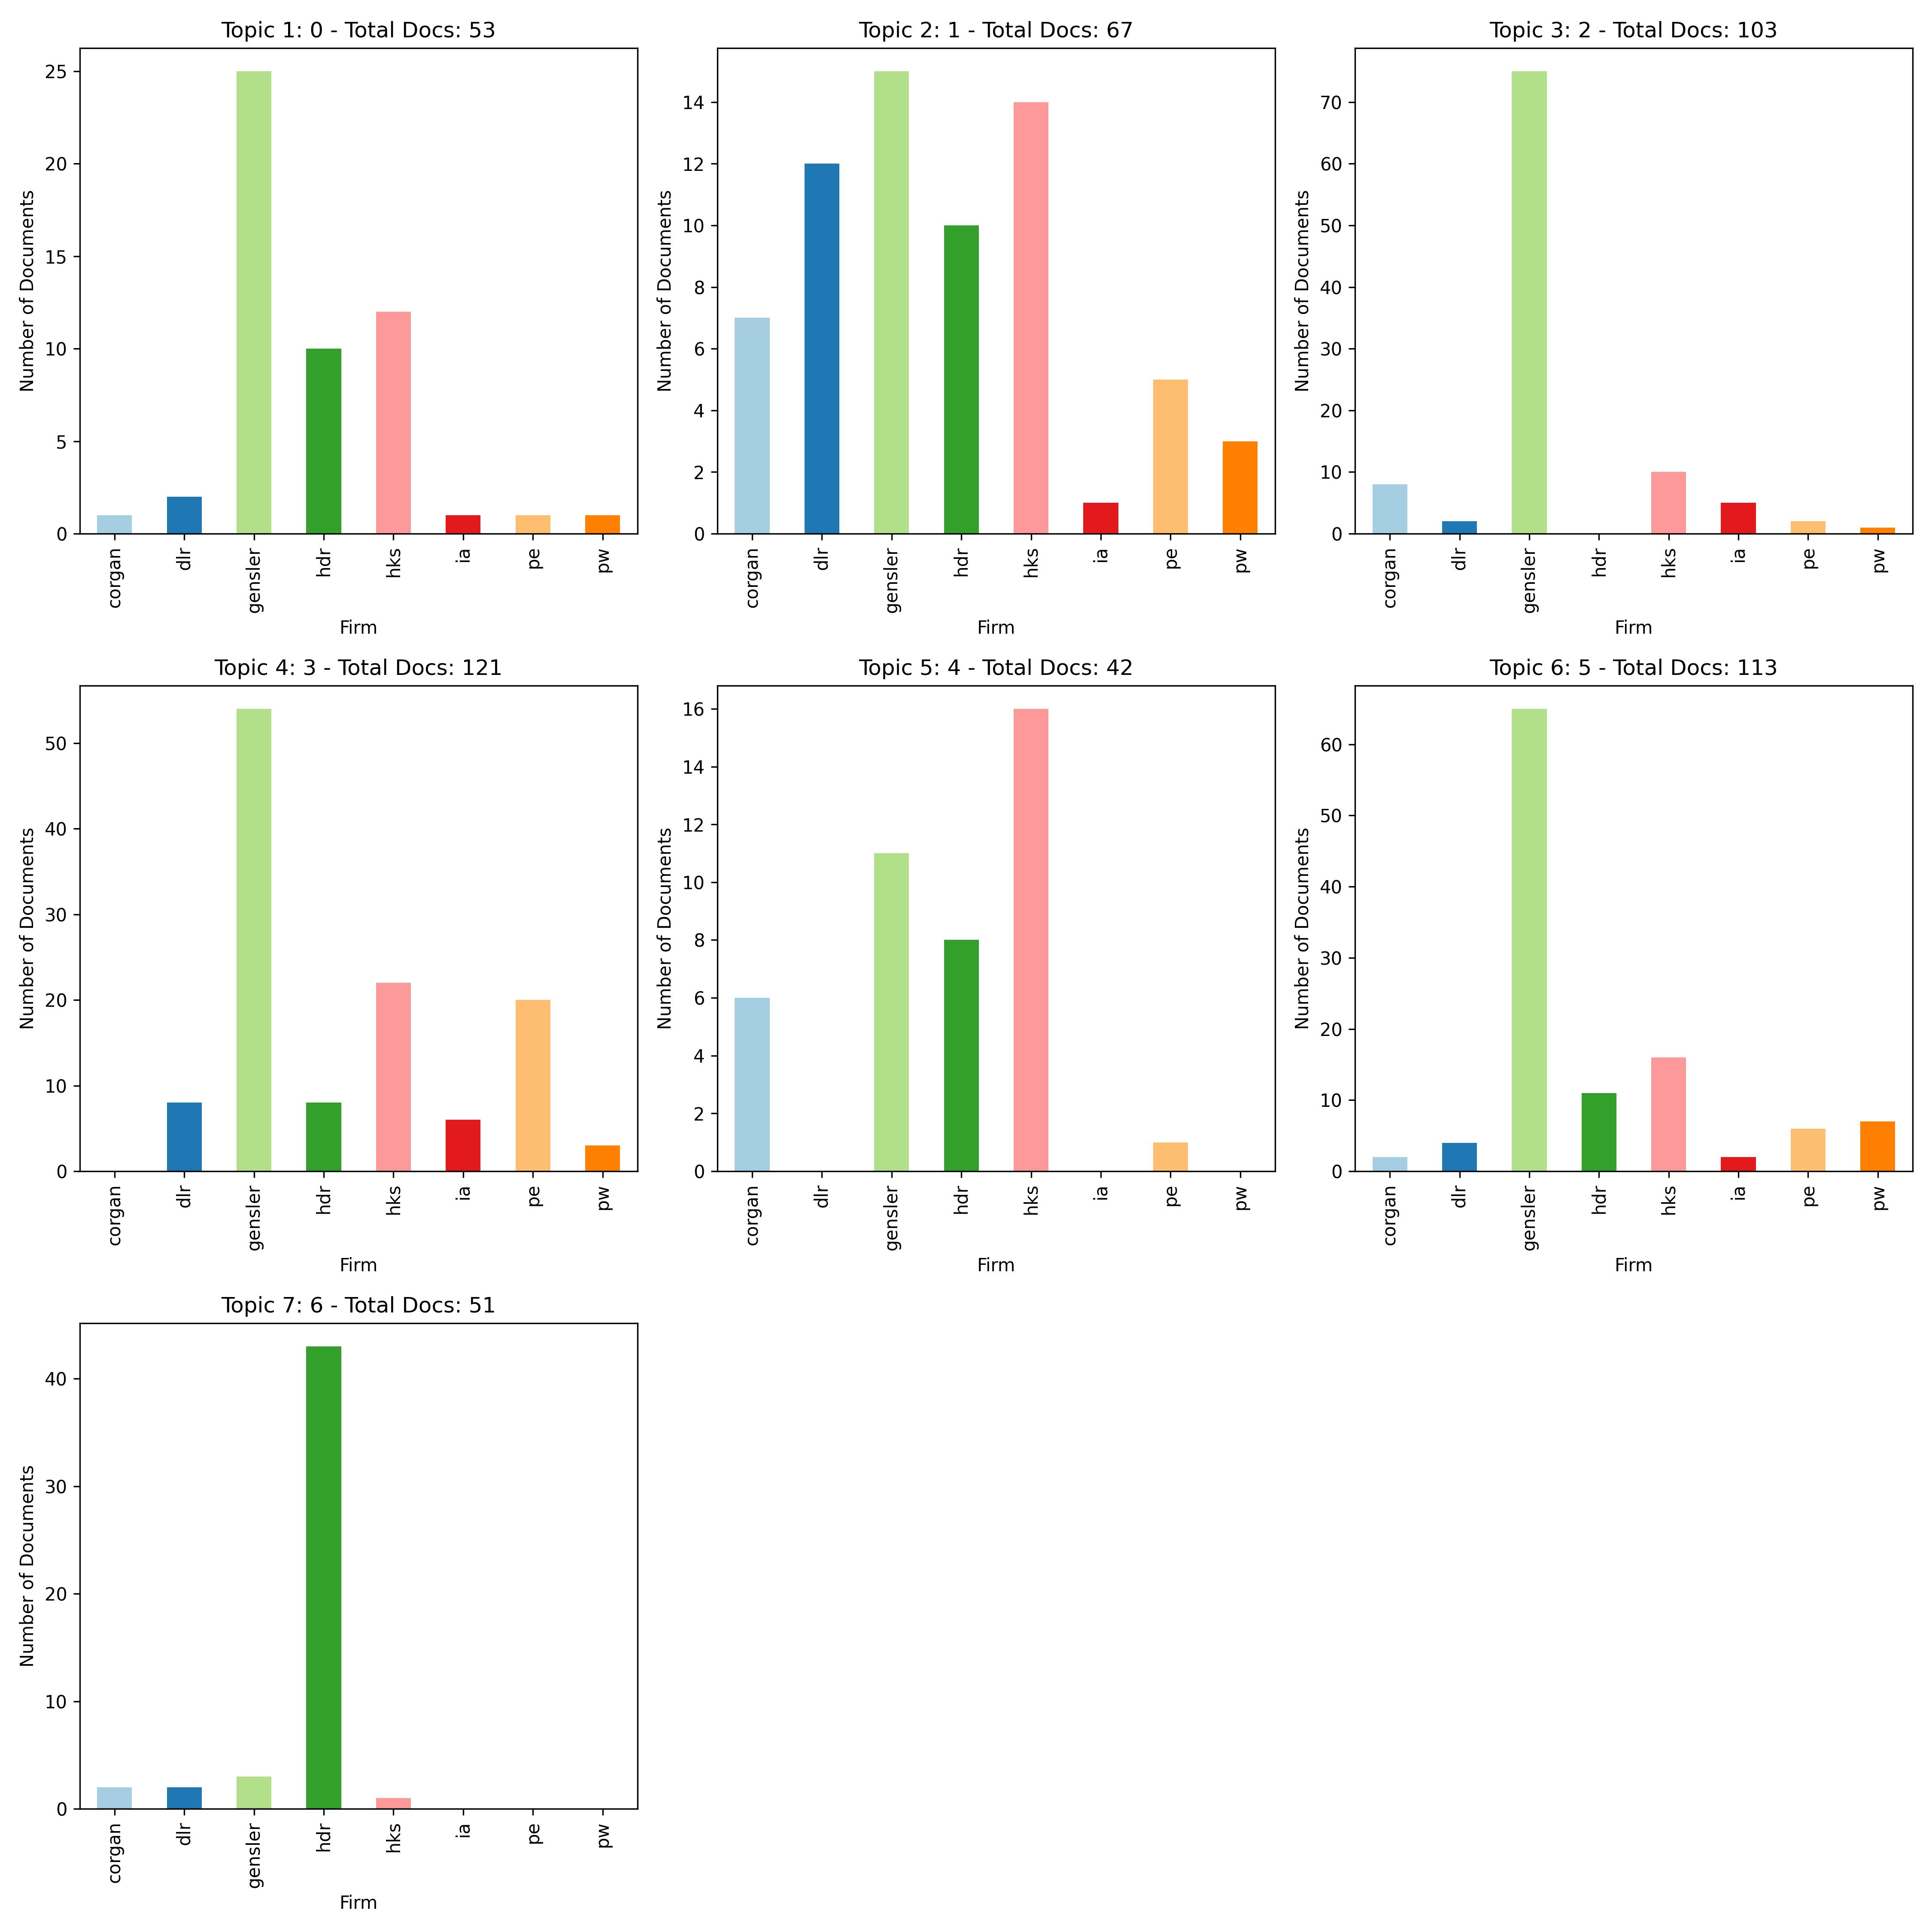 Topic 1: 0 - Total Docs: 53
25
20
15
10
5
0
Number of Documents
corgan
dlr
gensler
hdr
hks
ia
pe
pw
Firm
Topic 2: 1 - Total Docs: 67
14
12
10
8
6
4
2
0
Number of Documents
corgan
dlr
gensler
hdr
hks
ia
pe
pw
Firm
Topic 3: 2 - Total Docs: 103
70
60
50
40
30
20
10
0
Number of Documents
corgan
dlr
gensler
hdr
hks
ia
pe
pw
Firm
Topic 4: 3 - Total Docs: 121
50
40
30
20
10
0
Number of Documents
corgan
dlr
gensler
hdr
hks
ia
pe
pw
Firm
Topic 5: 4 - Total Docs: 42
16
14
12
10
8
6
4
2
0
Number of Documents
corgan
dlr
gensler
hdr
hks
ia
pe
pw
Firm
Topic 6: 5 - Total Docs: 113
60
50
40
30
20
10
0
Number of Documents
corgan
dlr
gensler
hdr
hks
ia
pe
pw
Firm
Topic 7: 6 - Total Docs: 51
40
30
20
10
0
Number of Documents
corgan
dlr
gensler
hdr
hks
ia
pe
pw
Firm